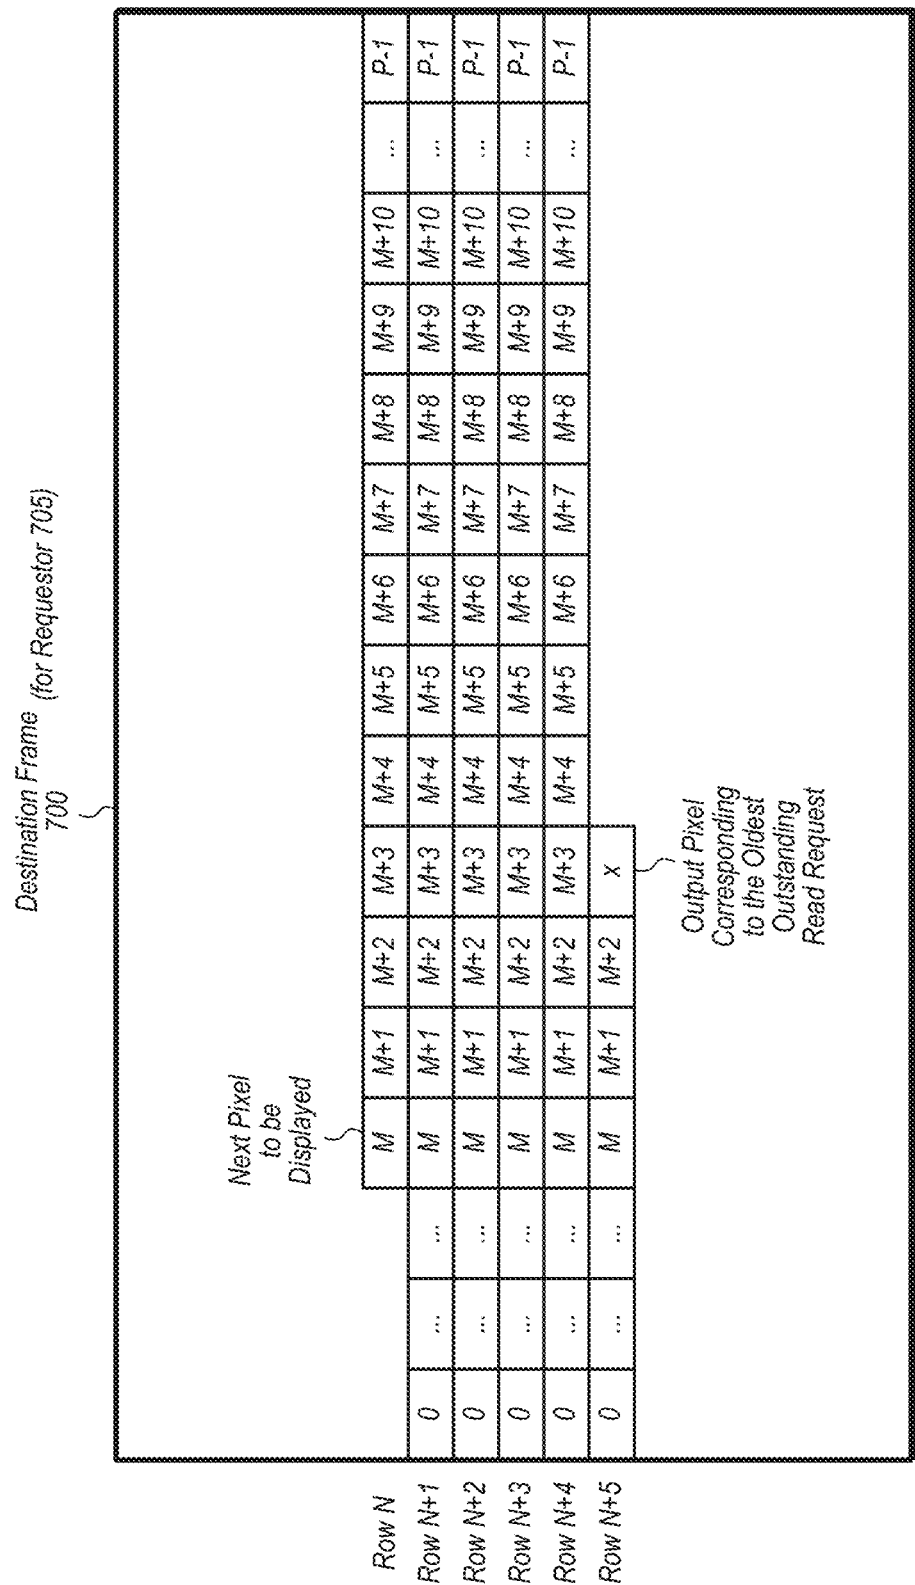 Destination Frame (for Requestor 705)
700
Next Pixel
to be
Displayed
Row N M M+1 M+2 M+3 M+4 M+5 M+6 M+7 M+8 M+9 M+10 ... P-1
Row N+1 0 ... ... M M+1 M+2 M+3 M+4 M+5 M+6 M+7 M+8 M+9 M+10 ... P-1
Row N+2 0 ... ... M M+1 M+2 M+3 M+4 M+5 M+6 M+7 M+8 M+9 M+10 ... P-1
Row N+3 0 ... ... M M+1 M+2 M+3 M+4 M+5 M+6 M+7 M+8 M+9 M+10 ... P-1
Row N+4 0 ... ... M M+1 M+2 M+3 M+4 M+5 M+6 M+7 M+8 M+9 M+10 ... P-1
Row N+5 0 ... ... M M+1 M+2 x
Output Pixel
Corresponding
to the Oldest
Outstanding
Read Request